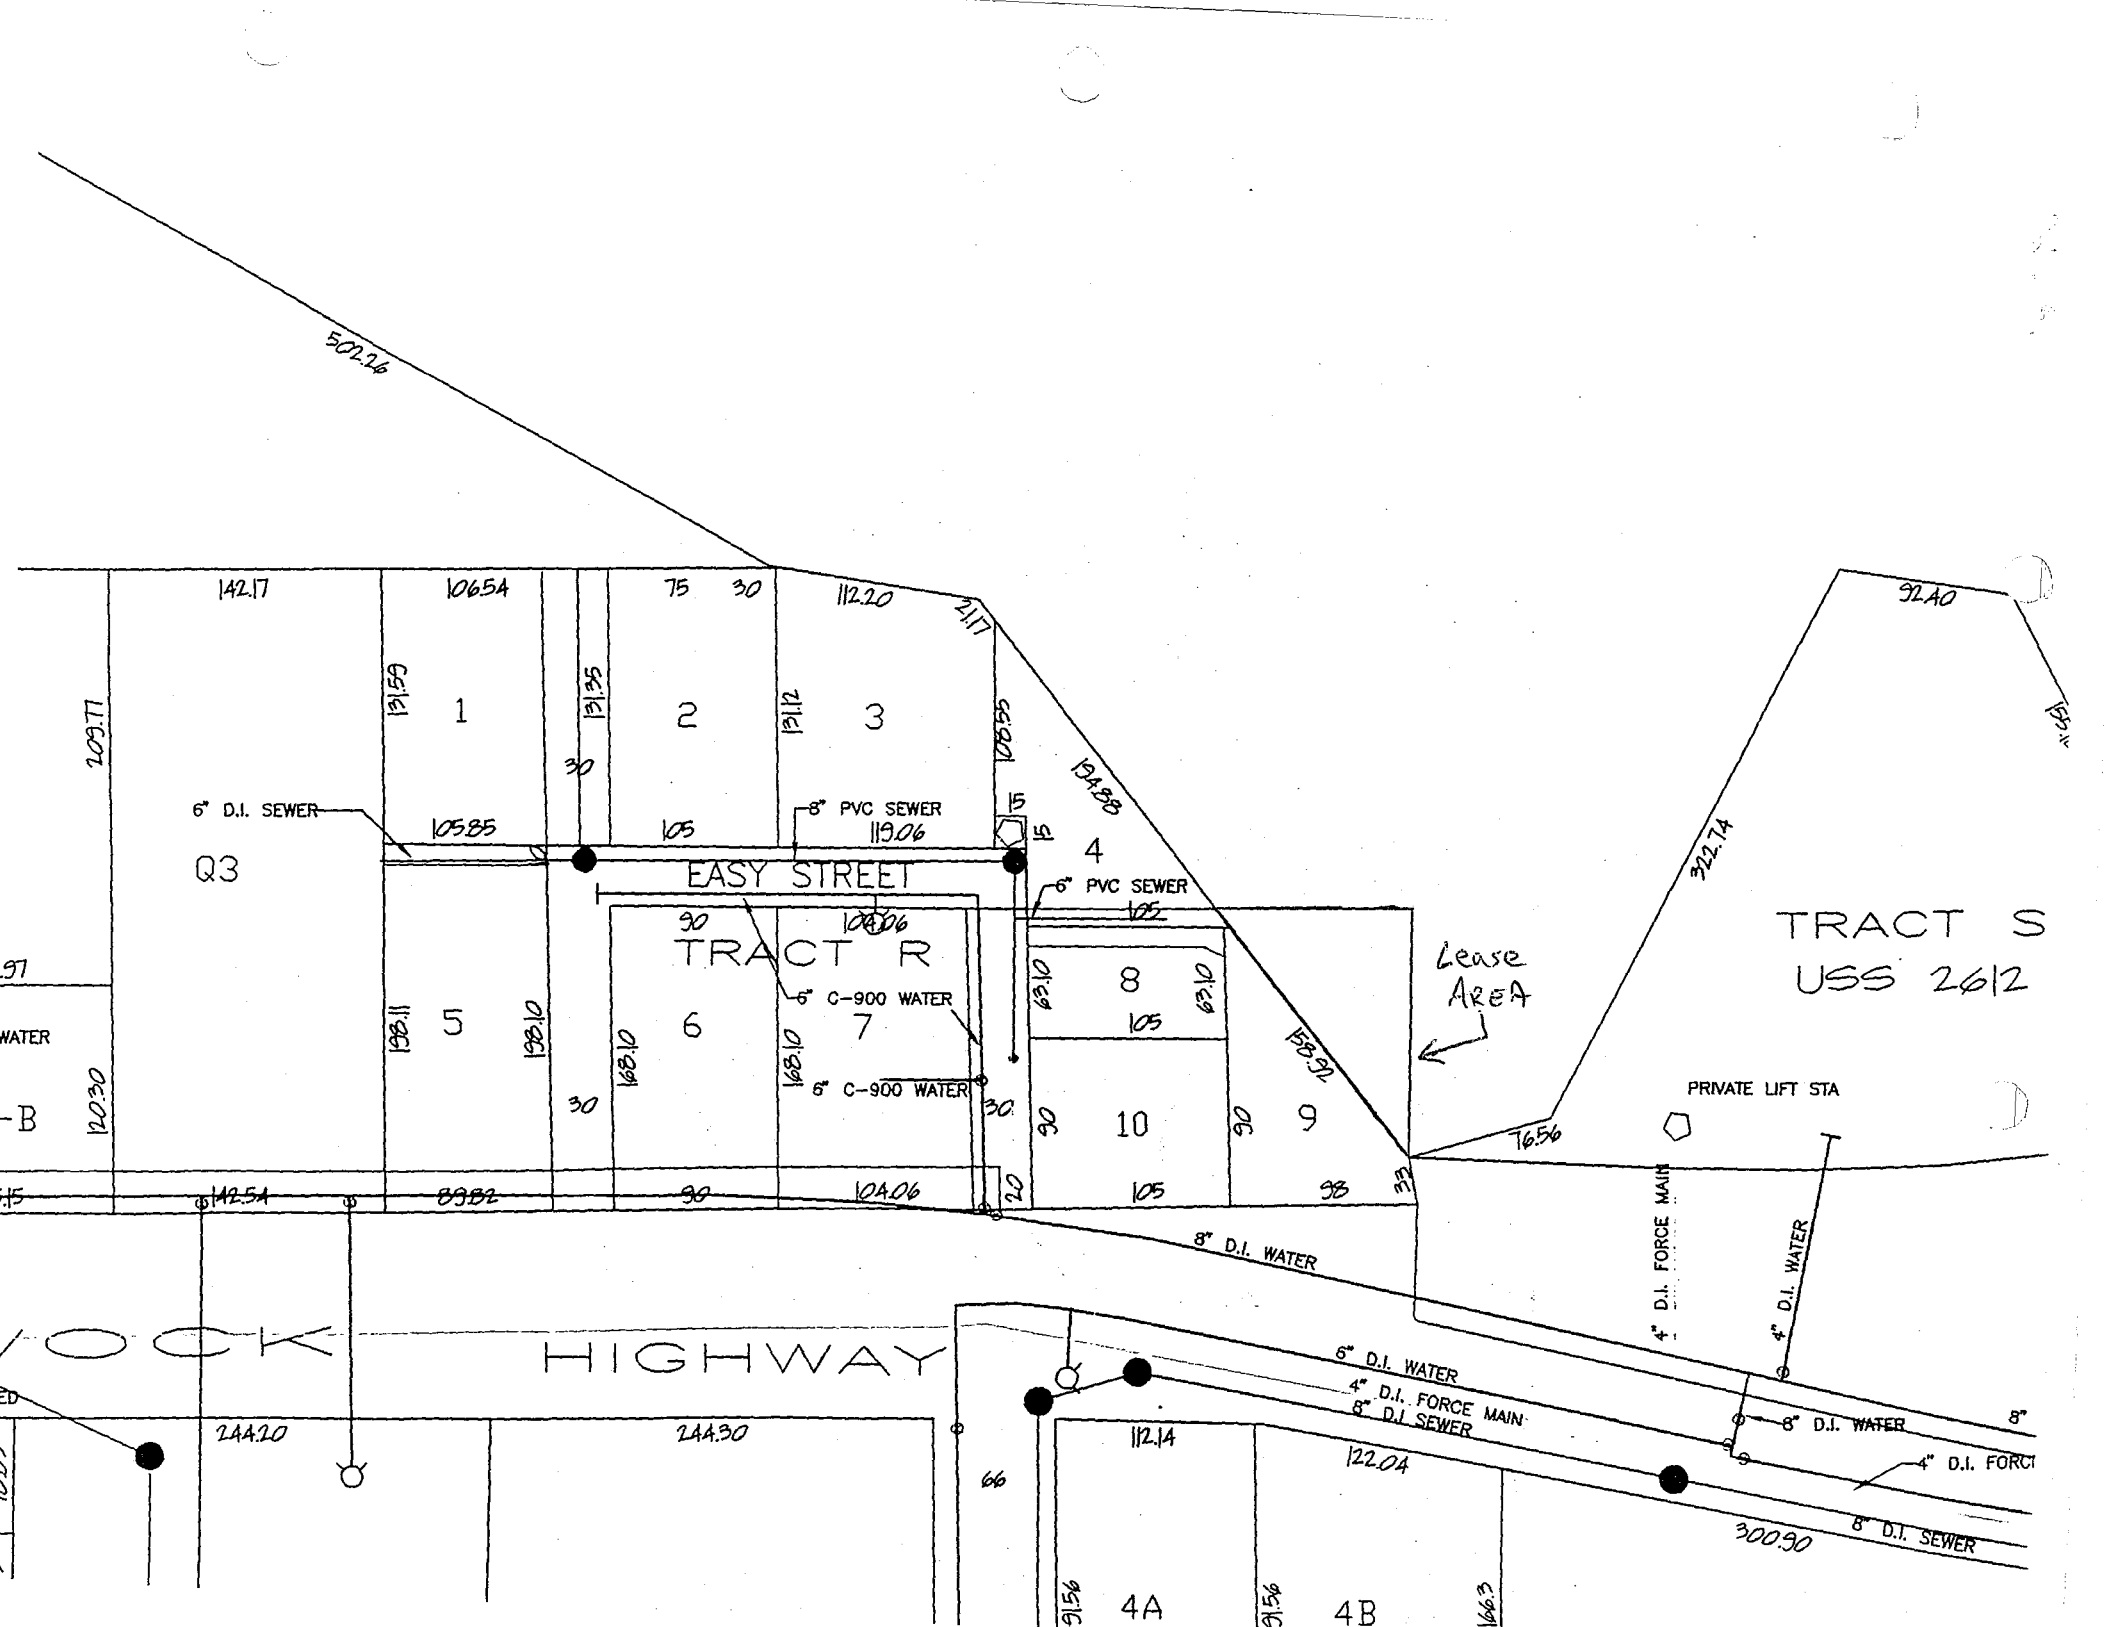 502.26
142.17
106.54
75
30
112.20
21.17
92.40
209.77
131.59
1
131.35
2
131.12
3
108.55
30
194.88
15
15
6" D.I. SEWER
8" PVC SEWER
105.85
105
119.06
4
322.74
Q3
EASY STREET
6" PVC SEWER
105
90
104.06
TRACT R
TRACT S
USS 2612
Lease
AREA
.97
63.10
8
63.10
6" C-900 WATER
105
WATER
198.11
5
198.10
168.10
6
168.10
7
158.92
6" C-900 WATER
PRIVATE LIFT STA
120.30
-B
30
30
90
10
90
9
76.56
33
.15
142.54
89.82
90
104.06
20
105
98
8" D.I. WATER
4" D.I. FORCE MAIN
4" D.I. WATER
OCK HIGHWAY
6" D.I. WATER
4" D.I. FORCE MAIN
8" D.I. SEWER
8"
8" D.I. WATER
4" D.I. FORC
ED
244.20
244.30
66
112.14
122.04
300.90
8" D.I. SEWER
91.56
4A
91.56
4B
166.3